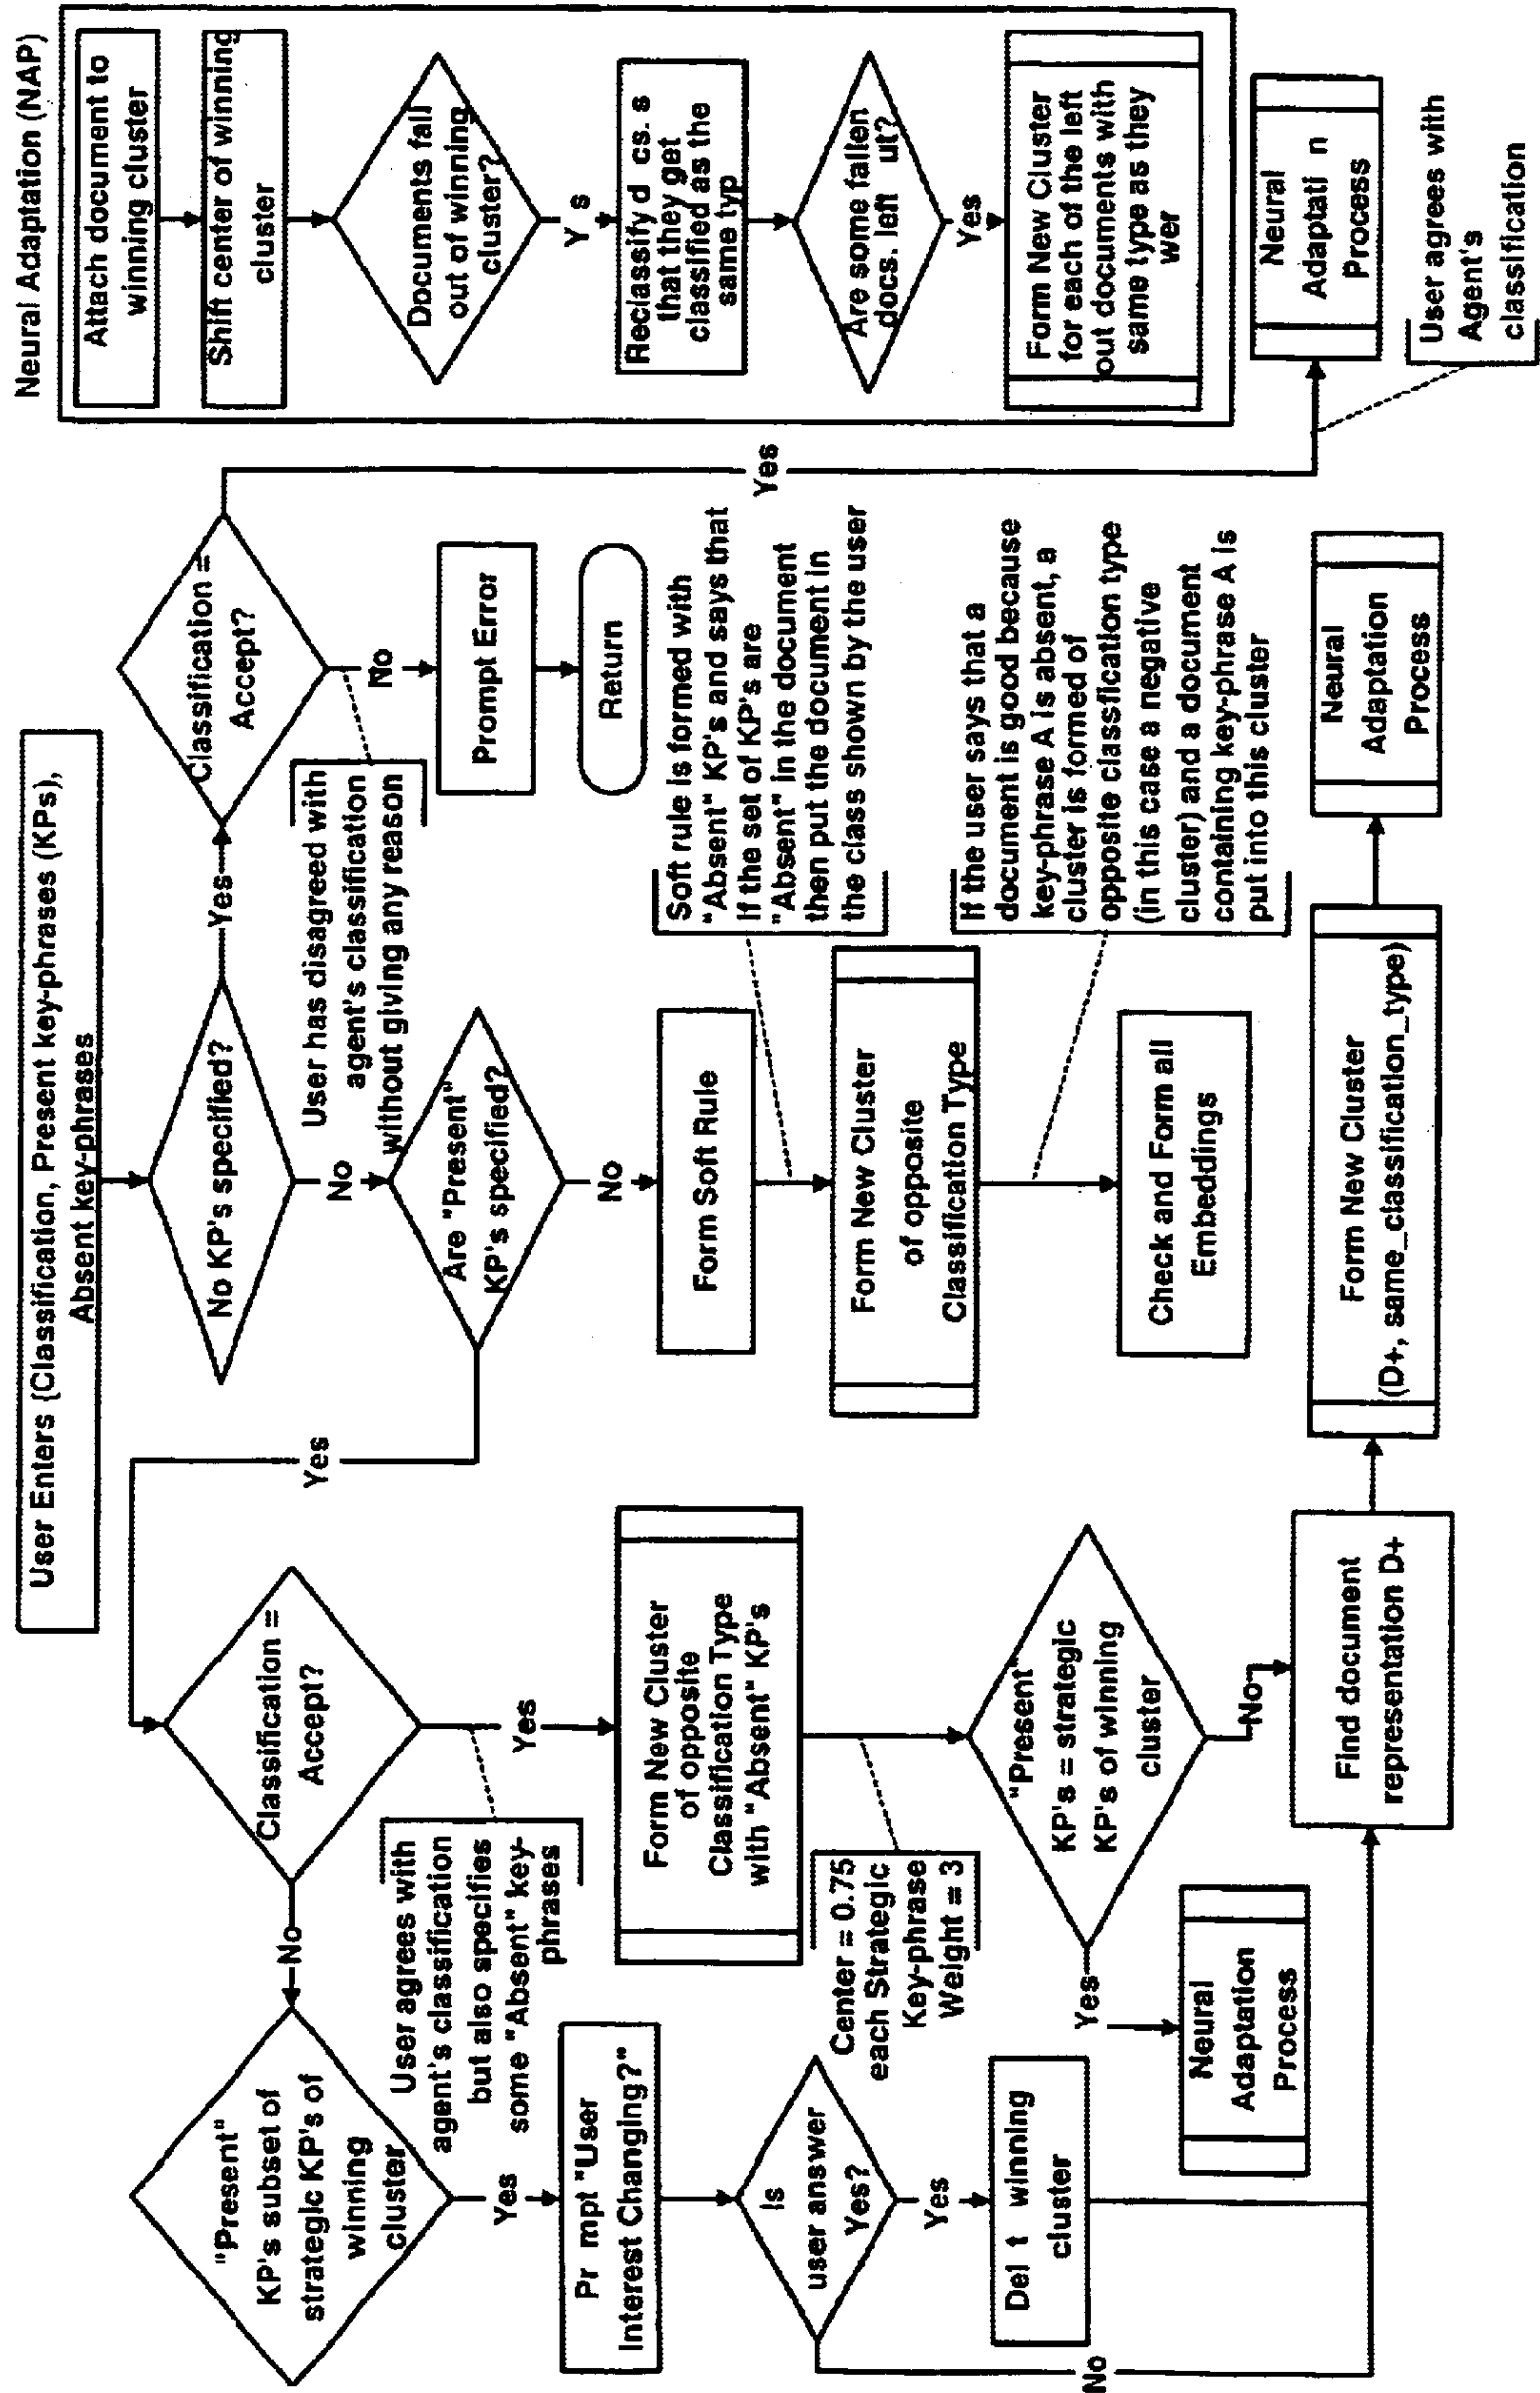 Neural Adaptation (NAP)
Attach document to
winning cluster
Shift center of winning
cluster
Documents fall
out of winning
cluster?
Y s
Reclassify d cs. s
that they get
classified as the
same typ
Are some fallen
docs. left ut?
Yes
Form New Cluster
for each of the left
out documents with
same type as they
wer
User Enters {Classification, Present key-phrases (KPs),
Absent key-phrases
No KP's specified?
Yes
Classification =
Accept?
Yes
Neural
Adaptati n
Process
User agrees with
Agent's
classification
No
Prompt Error
Return
User has disagreed with
agent's classification
without giving any reason
No
Are "Present"
KP's specified?
No
Form Soft Rule
Soft rule is formed with
"Absent" KP's and says that
If the set of KP's are
"Absent" in the document
then put the document in
the class shown by the user
Form New Cluster
of opposite
Classification Type
If the user says that a
document is good because
key-phrase A is absent, a
cluster is formed of
opposite classfication type
(in this case a negative
cluster) and a document
containing key-phrase A is
put into this cluster
Check and Form all
Embeddings
Yes
Classification =
Accept?
Yes
User agrees with
agent's classification
but also specifies
some "Absent" key-
phrases
Form New Cluster
of opposite
Classification Type
with "Absent" KP's
Center = 0.75
each Strategic
Key-phrase
Weight = 3
"Present
KP's = strategic
KP's of winning
cluster
Yes
Neural
Adaptation
Process
No
Find document
representation D+
Form New Cluster
(D+, same_classification_type)
Neural
Adaptation
Process
No
"Present"
KP's subset of
strategic KP's of
winning
cluster
Yes
Pr mpt "User
Interest Changing?"
Is
user answer
Yes?
Yes
Del t winning
cluster
No